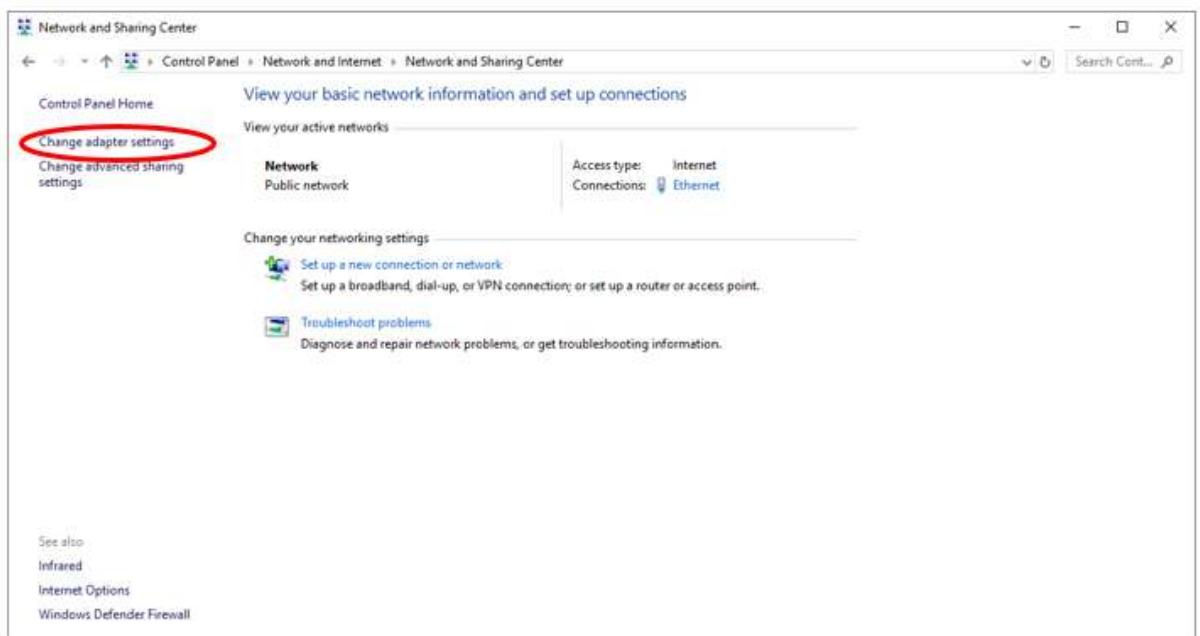 Network and Sharing Center
Control Panel Network and Internet Network and Sharing Center
Search Cont...
Control Panel Home
Change adapter settings
Change advanced sharing
settings
View your basic network information and set up connections
View your active networks
Network
Public network
Access type: Internet
Connections: Ethernet
Change your networking settings
Set up a new connection or network
Set up a broadband, dial-up, or VPN connection; or set up a router or access point.
Troubleshoot problems
Diagnose and repair network problems, or get troubleshooting information.
See also
Infrared
Internet Options
Windows Defender Firewall